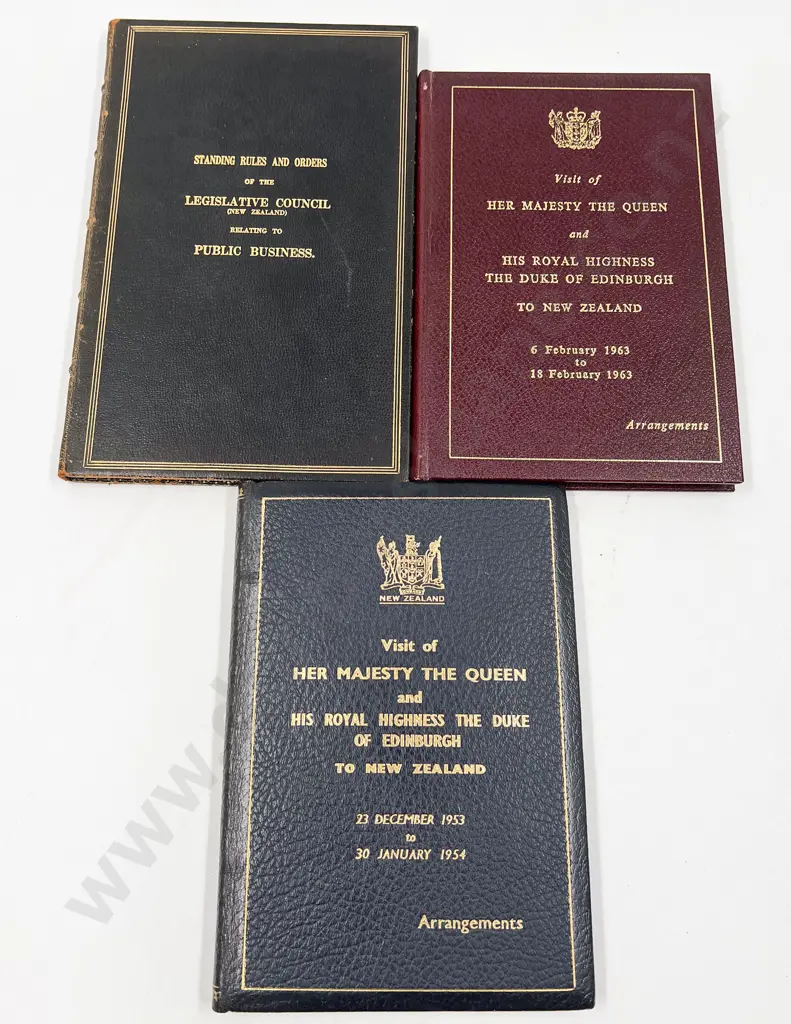 STANDING RULES AND ORDERS
OF THE
LEGISLATIVE COUNCIL
(NEW ZEALAND)
RELATING TO
PUBLIC BUSINESS.
Visit of
HER MAJESTY THE QUEEN
and
HIS ROYAL HIGHNESS
THE DUKE OF EDINBURGH
TO NEW ZEALAND
6 February 1963
to
18 February 1963
Arrangements
NEW ZEALAND
Visit of
HER MAJESTY THE QUEEN
and
HIS ROYAL HIGHNESS THE DUKE
OF EDINBURGH
TO NEW ZEALAND
23 DECEMBER 1953
to
30 JANUARY 1954
Arrangements